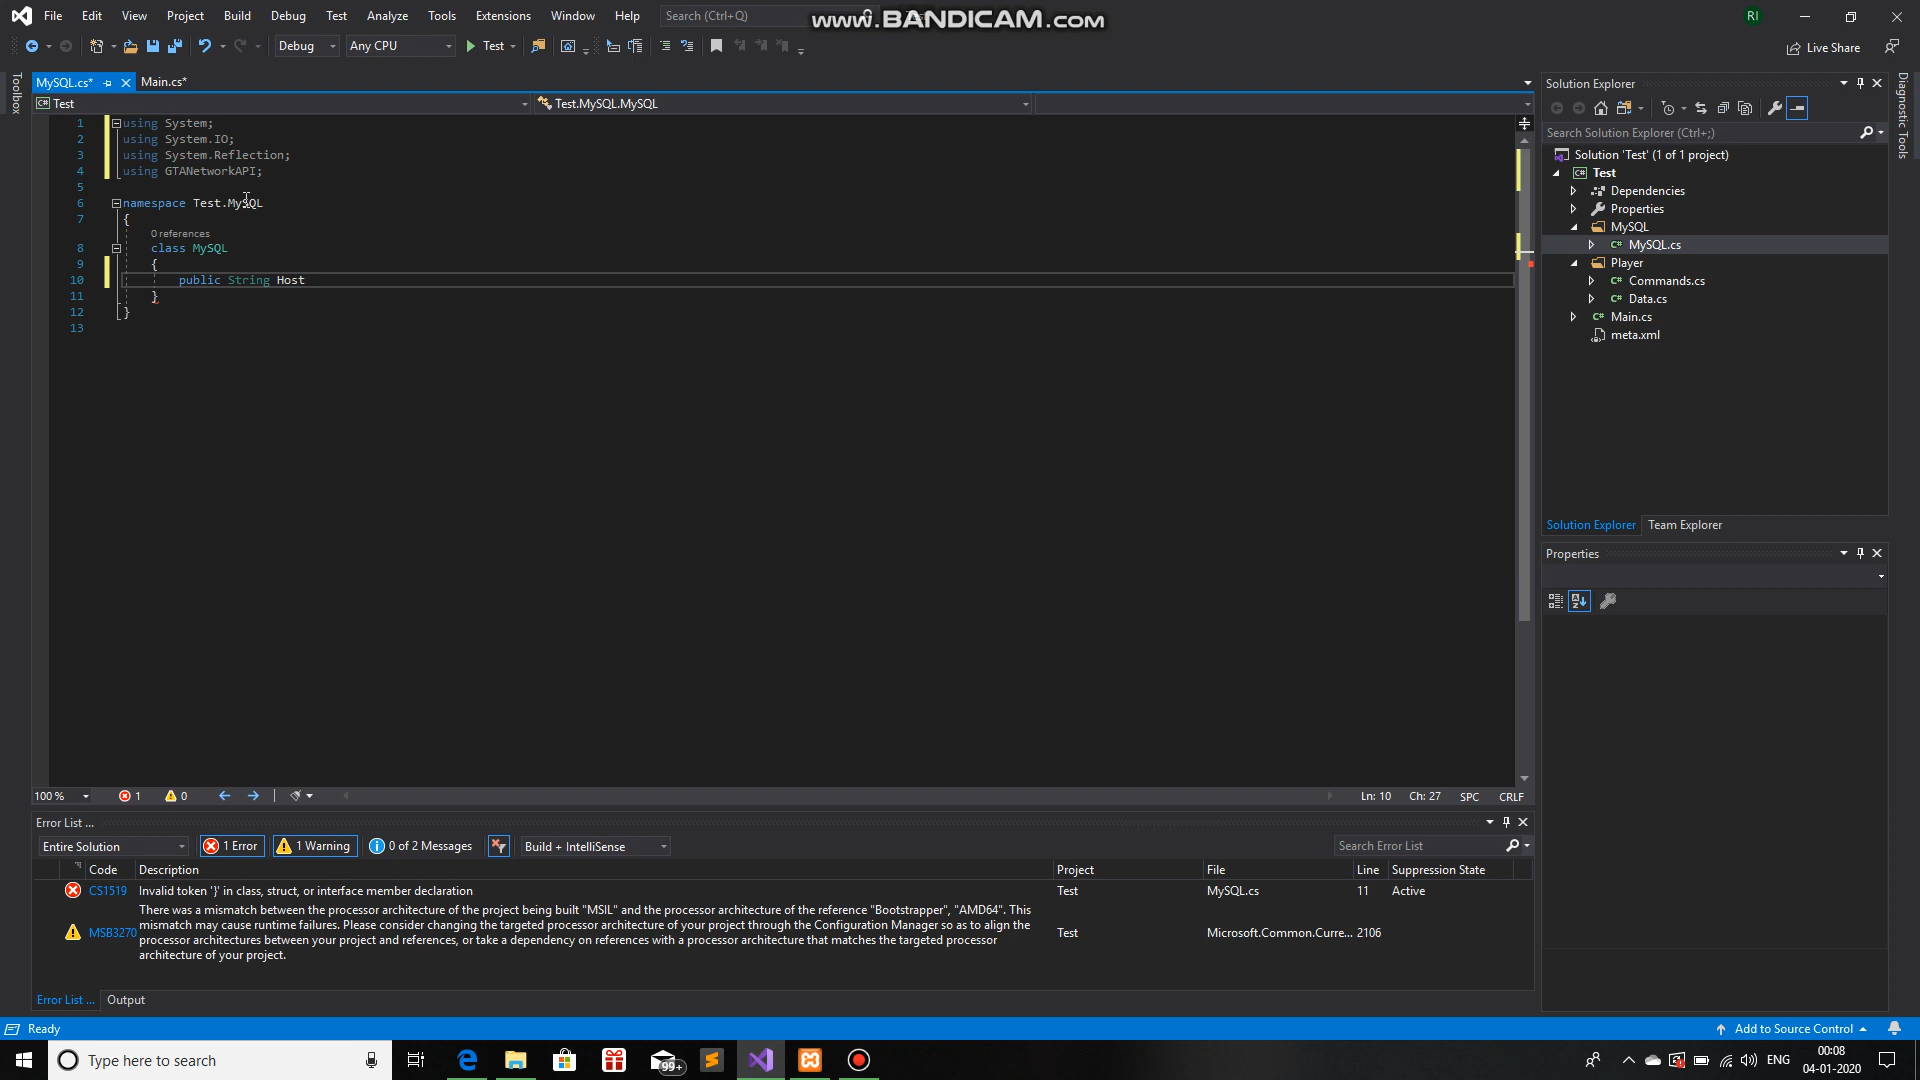 File Edit View Project Build Debug Test Analyze Tools Extensions Window Help Search (Ctrl+Q)
www.BANDICAM.com
RI
Debug Any CPU Test
Live Share
Toolbox
MySQL.cs* Main.cs*
C# Test Test.MySQL.MySQL
1 using System;
2 using System.IO;
3 using System.Reflection;
4 using GTANetworkAPI;
5
6 namespace Test.MySQL
7 {
0 references
8 class MySQL
9 {
10 public String Host
11 }
12 }
13
100 % 1 0 Ln: 10 Ch: 27 SPC CRLF
Solution Explorer
Search Solution Explorer (Ctrl+;)
Solution 'Test' (1 of 1 project)
C# Test
Dependencies
Properties
MySQL
C# MySQL.cs
Player
C# Commands.cs
C# Data.cs
C# Main.cs
meta.xml
Solution Explorer Team Explorer
Properties
Diagnostic Tools
Error List ...
Entire Solution 1 Error 1 Warning 0 of 2 Messages Build + IntelliSense Search Error List
Code Description Project File Line Suppression State
CS1519 Invalid token '}' in class, struct, or interface member declaration Test MySQL.cs 11 Active
MSB3270 There was a mismatch between the processor architecture of the project being built "MSIL" and the processor architecture of the reference "Bootstrapper", "AMD64". This
mismatch may cause runtime failures. Please consider changing the targeted processor architecture of your project through the Configuration Manager so as to align the
processor architectures between your project and references, or take a dependency on references with a processor architecture that matches the targeted processor
architecture of your project.
Test Microsoft.Common.Curre... 2106
Error List ... Output
Ready Add to Source Control
Type here to search 99+ ENG 00:08
04-01-2020